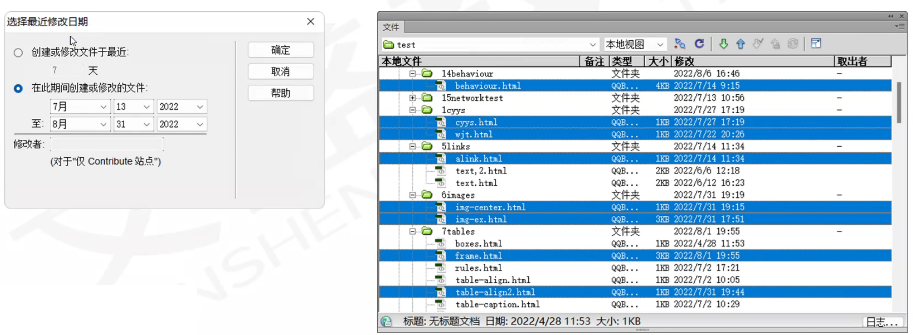 选择最近修改日期
创建或修改文件于最近:
7 天
在此期间创建或修改的文件:
7月 13 2022
至: 8月 31 2022
修改者:
(对于"仅 Contribute 站点")
确定
取消
帮助
文件
test 本地视图
本地文件 备注 类型 大小 修改 取出者
14behaviour 文件夹 2022/8/6 16:46 -
behaviour.html QQB... 4KB 2022/7/14 9:15
15networktest 文件夹 2022/7/13 10:56 -
1cyys 文件夹 2022/7/27 17:19 -
cyys.html QQB... 1KB 2022/7/27 17:19
wjt.html QQB... 1KB 2022/7/22 20:26
5links 文件夹 2022/7/14 11:34 -
alink.html QQB... 1KB 2022/7/14 11:34
text,2.html QQB... 2KB 2022/6/6 12:18
text.html QQB... 2KB 2022/6/12 16:23
6images 文件夹 2022/7/31 19:19 -
img-center.html QQB... 1KB 2022/7/31 19:15
img-ex.html QQB... 3KB 2022/7/31 17:51
7tables 文件夹 2022/8/1 19:55 -
boxes.html QQB... 1KB 2022/4/28 11:53
frame.html QQB... 3KB 2022/8/1 19:55
rules.html QQB... 1KB 2022/7/2 17:21
table-align.html QQB... 1KB 2022/7/2 10:05
table-align2.html QQB... 1KB 2022/7/31 19:44
table-caption.html QQB... 1KB 2022/7/2 10:29
标题: 无标题文档 日期: 2022/4/28 11:53 大小: 1KB 日志...